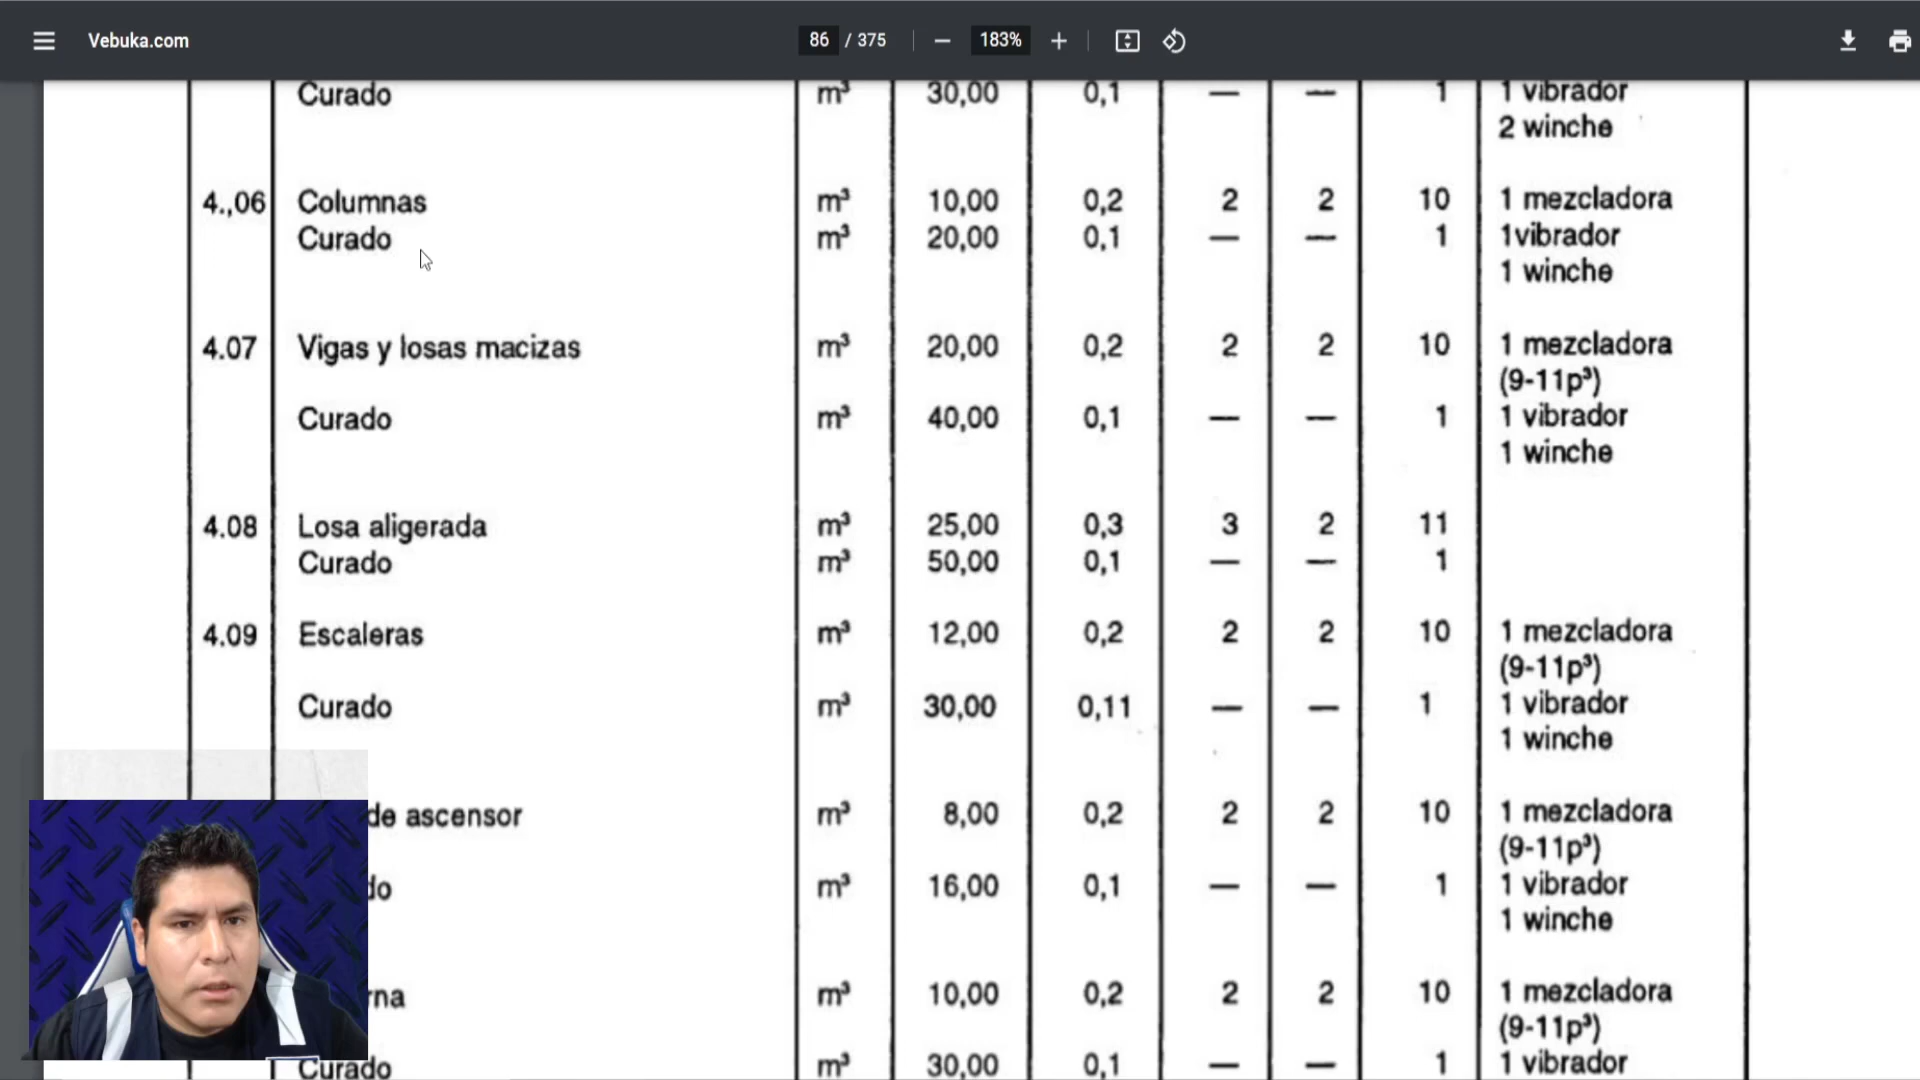 Vebuka.com 86 / 375 183%
Curado m³ 30,00 0,1 — — 1 1 vibrador
2 winche
4.,06 Columnas m³ 10,00 0,2 2 2 10 1 mezcladora
Curado m³ 20,00 0,1 — — 1 1vibrador
1 winche
4.07 Vigas y losas macizas m³ 20,00 0,2 2 2 10 1 mezcladora
(9-11p³)
Curado m³ 40,00 0,1 — — 1 1 vibrador
1 winche
4.08 Losa aligerada m³ 25,00 0,3 3 2 11
Curado m³ 50,00 0,1 — — 1
4.09 Escaleras m³ 12,00 0,2 2 2 10 1 mezcladora
(9-11p³)
Curado m³ 30,00 0,11 — — 1 1 vibrador
1 winche
de ascensor m³ 8,00 0,2 2 2 10 1 mezcladora
(9-11p³)
do m³ 16,00 0,1 — — 1 1 vibrador
1 winche
rna m³ 10,00 0,2 2 2 10 1 mezcladora
(9-11p³)
Curado m³ 30,00 0,1 — — 1 1 vibrador